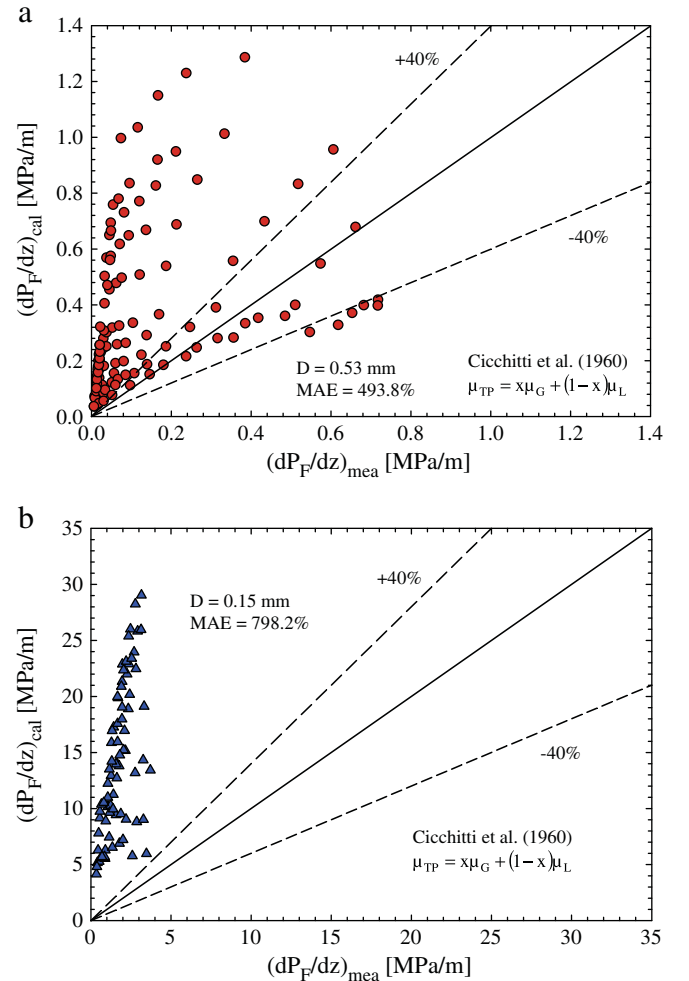 a
1.4
1.2
1.0
0.8
0.6
0.4
0.2
0.0
(dP_F/dz)_cal [MPa/m]
+40%
-40%
D = 0.53 mm
MAE = 493.8%
Cicchitti et al. (1960)
μ_TP = xμ_G + (1−x)μ_L
0.0 0.2 0.4 0.6 0.8 1.0 1.2 1.4
(dP_F/dz)_mea [MPa/m]
b
35
30
25
20
15
10
5
0
(dP_F/dz)_cal [MPa/m]
+40%
D = 0.15 mm
MAE = 798.2%
-40%
Cicchitti et al. (1960)
μ_TP = xμ_G + (1−x)μ_L
0 5 10 15 20 25 30 35
(dP_F/dz)_mea [MPa/m]